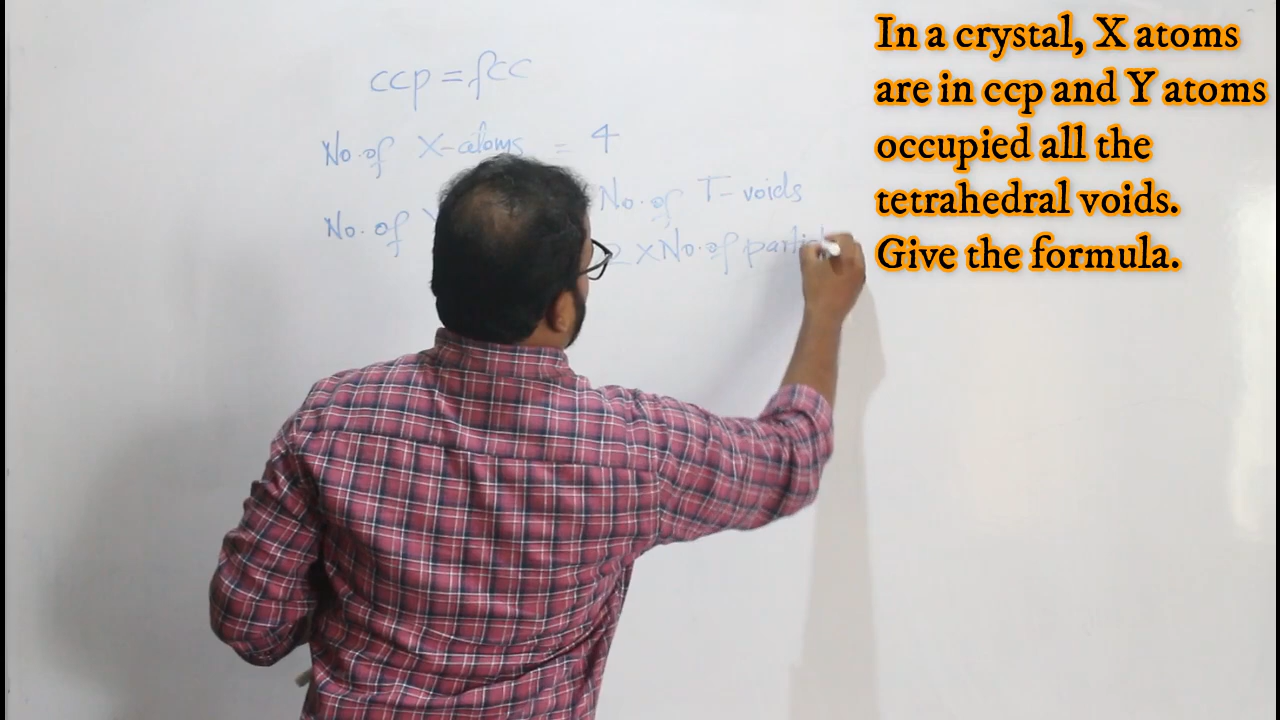 ccp = fcc
No. of X-atoms = 4
No. of
No. of T-voids
2 x No. of
In a crystal, X atoms
are in ccp and Y atoms
occupied all the
tetrahedral voids.
Give the formula.